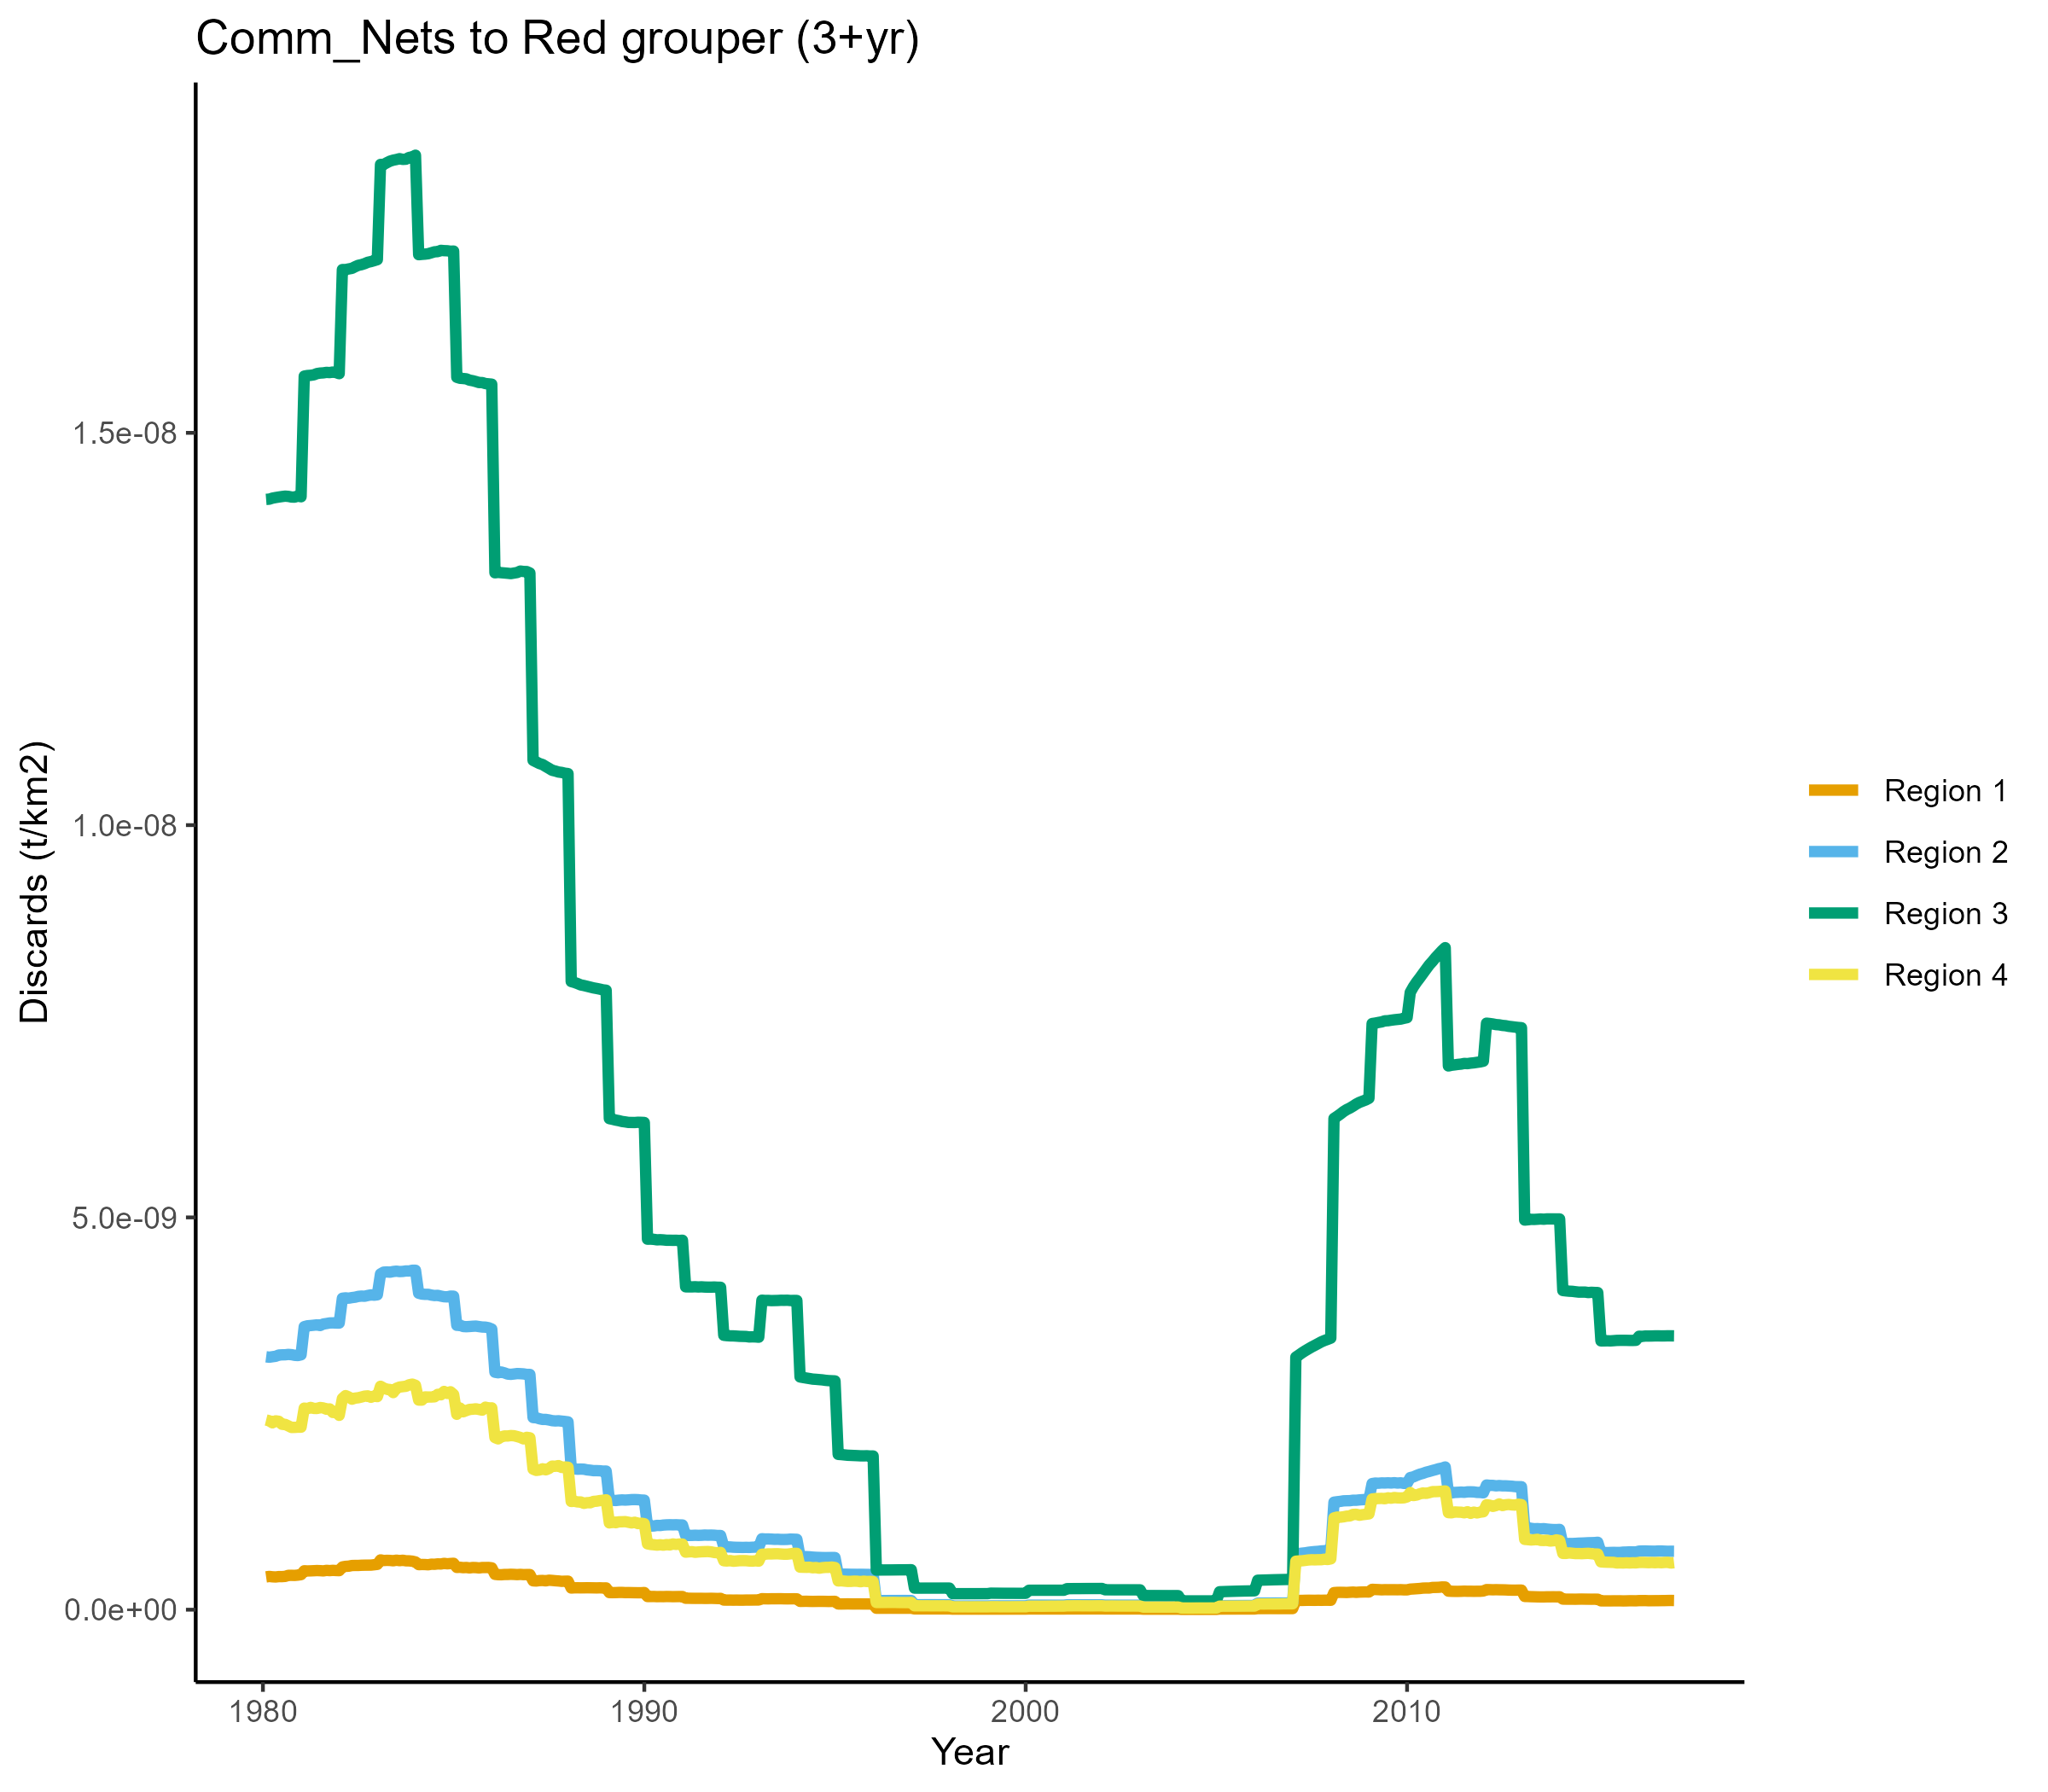 Comm_Nets to Red grouper (3+yr)
Discards (t/km2)
1.5e-08
1.0e-08
5.0e-09
0.0e+00
1980 1990 2000 2010
Year
Region 1
Region 2
Region 3
Region 4